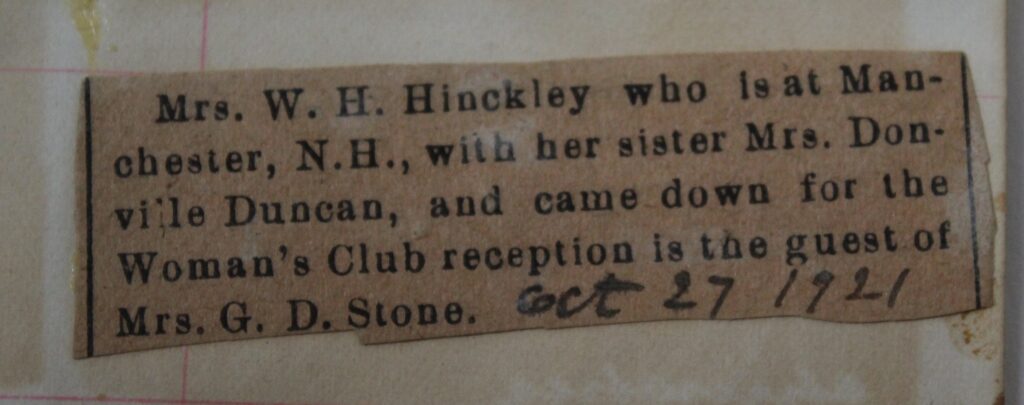 Mrs. W. H. Hinckley who is at Man-
chester, N.H., with her sister Mrs. Don-
ville Duncan, and came down for the
Woman's Club reception is the guest of
Mrs. G. D. Stone. Oct 27 1921